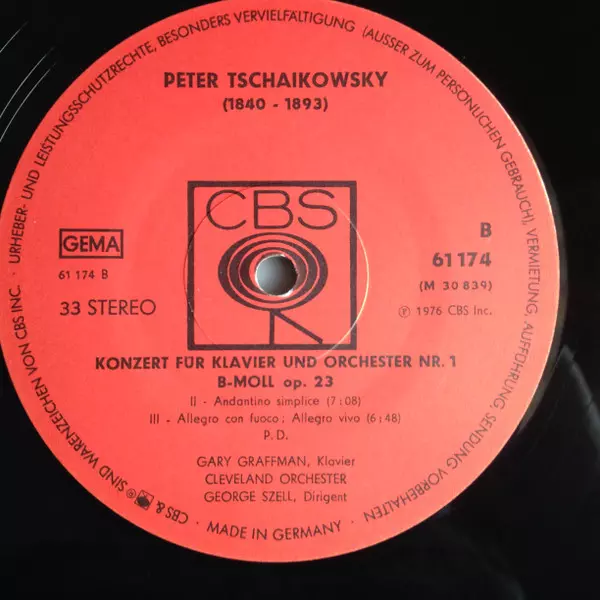 URHEBER- UND LEISTUNGSSCHUTZRECHTE, BESONDERS VERVIELFÄLTIGUNG (AUSSER ZUM PERSÖNLICHEN GEBRAUCH), VERMIETUNG, AUFFÜHRUNG, SENDUNG VORBEHALTEN
PETER TSCHAIKOWSKY
(1840 - 1893)
CBS
GEMA
61 174 B
33 STEREO
B
61 174
(M 30 839)
℗ 1976 CBS Inc.
KONZERT FÜR KLAVIER UND ORCHESTER NR. 1
B-MOLL op. 23
II - Andantino simplice (7:08)
III - Allegro con fuoco; Allegro vivo (6:48)
P.D.
GARY GRAFFMAN, Klavier
CLEVELAND ORCHESTER
GEORGE SZELL, Dirigent
CBS & ® SIND WARENZEICHEN VON CBS INC. ·
· MADE IN GERMANY ·